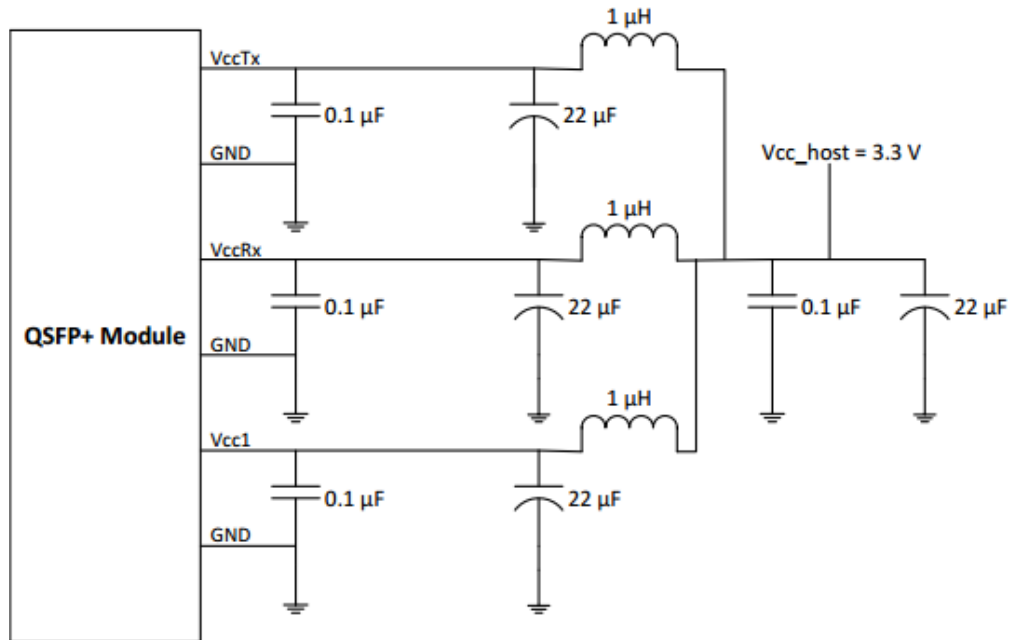 1 μH
VccTx
0.1 μF
22 μF
GND
Vcc_host = 3.3 V
1 μH
VccRx
0.1 μF
22 μF
0.1 μF
22 μF
QSFP+ Module
GND
1 μH
Vcc1
0.1 μF
22 μF
GND